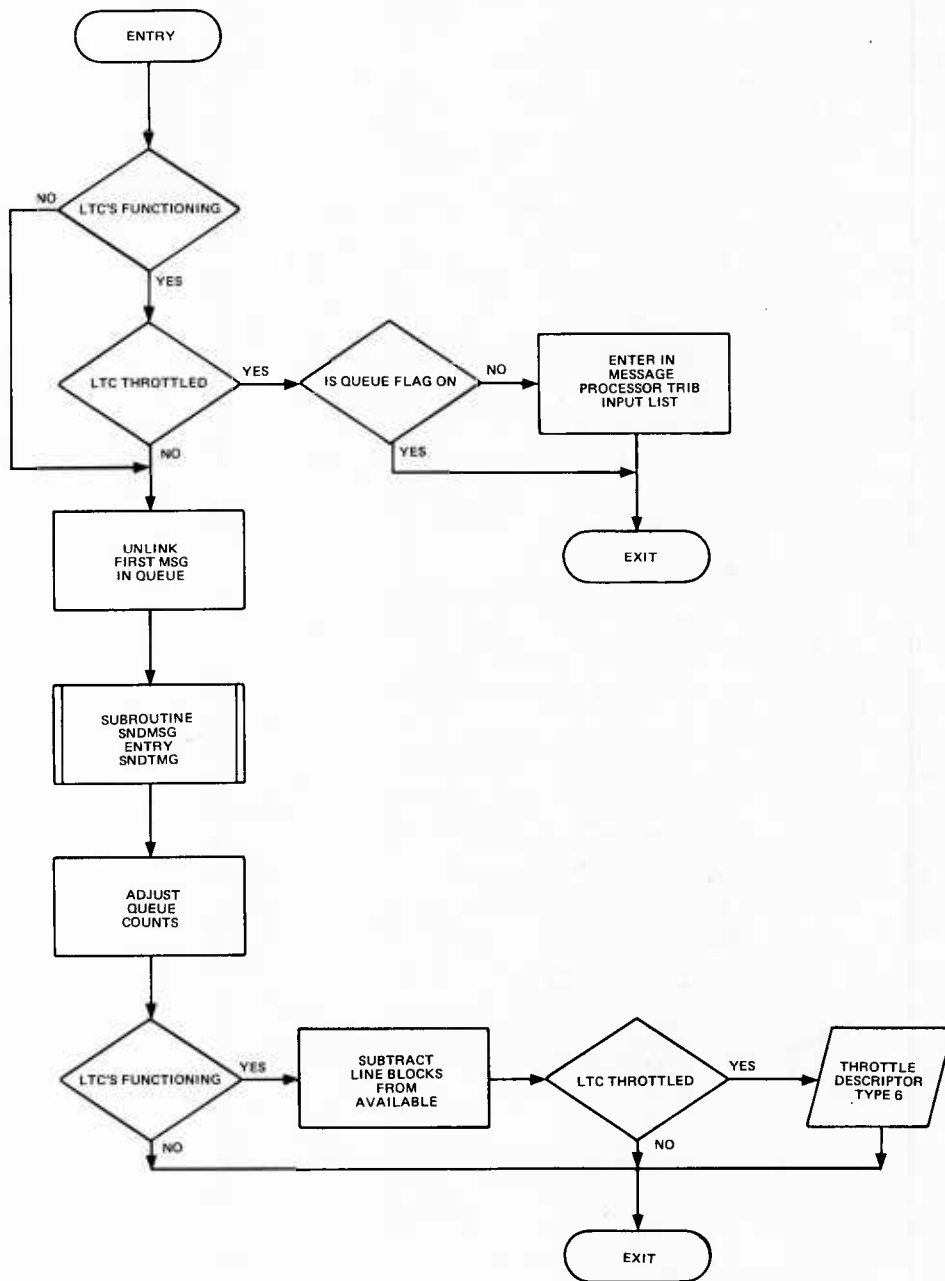 ENTRY
NO
LTC'S FUNCTIONING
YES
LTC THROTTLED
YES
IS QUEUE FLAG ON
NO
ENTER IN
MESSAGE
PROCESSOR TRIB
INPUT LIST
NO
YES
UNLINK
FIRST MSG
IN QUEUE
EXIT
SUBROUTINE
SNDMSG
ENTRY
SNDTMG
ADJUST
QUEUE
COUNTS
LTC'S FUNCTIONING
YES
SUBTRACT
LINE BLOCKS
FROM
AVAILABLE
LTC THROTTLED
YES
THROTTLE
DESCRIPTOR
TYPE 6
NO
NO
EXIT